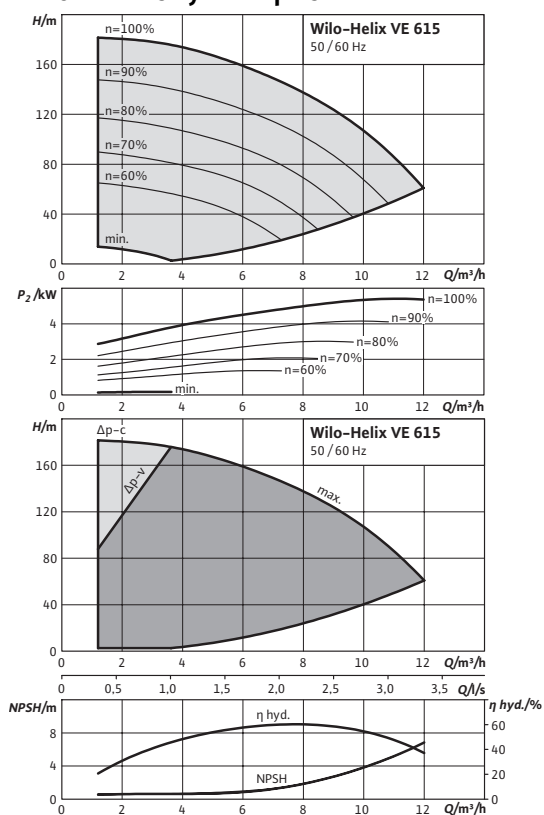 H/m
n=100%
Wilo-Helix VE 615
50 / 60 Hz
160
n=90%
120
n=80%
80
n=70%
n=60%
40
min.
0
0 2 4 6 8 10 12 Q/m³/h
P₂ /kW
n=100%
4
n=90%
n=80%
2
n=70%
n=60%
min.
0
0 2 4 6 8 10 12 Q/m³/h
H/m
Δp-c
Wilo-Helix VE 615
50 / 60 Hz
160
Δp-v
max.
120
80
40
0
0 2 4 6 8 10 12 Q/m³/h
0 0,5 1,0 1,5 2,0 2,5 3,0 3,5 Q/l/s
NPSH/m
η hyd./%
η hyd.
8
60
40
4
NPSH
20
0
0
0 2 4 6 8 10 12 Q/m³/h